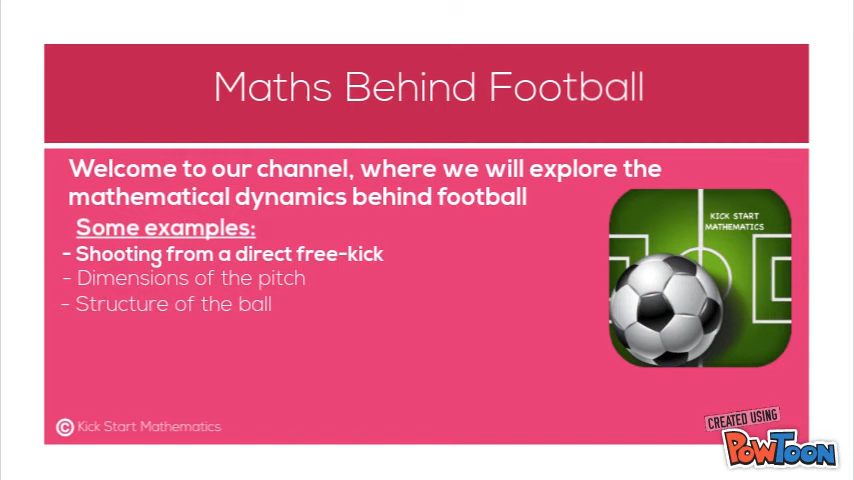 Maths Behind Football
Welcome to our channel, where we will explore the
mathematical dynamics behind football
Some examples:
- Shooting from a direct free-kick
- Dimensions of the pitch
- Structure of the ball
KICK START
MATHEMATICS
© Kick Start Mathematics
CREATED USING
POWTOON